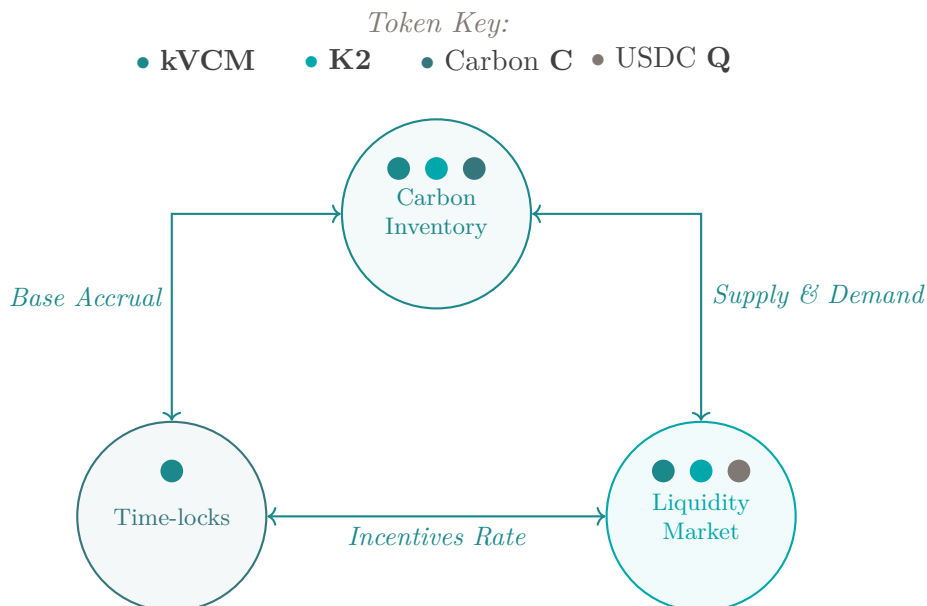 Token Key:
kVCM K2 Carbon C USDC Q
Carbon
Inventory
Base Accrual
Supply & Demand
Time-locks
Liquidity
Market
Incentives Rate